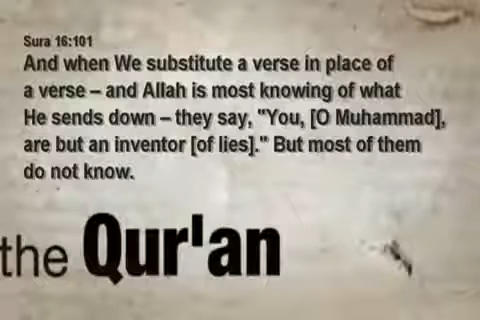 Sura 16:101
And when We substitute a verse in place of
a verse – and Allah is most knowing of what
He sends down – they say, "You, [O Muhammad],
are but an inventor [of lies]." But most of them
do not know.
the Qur'an